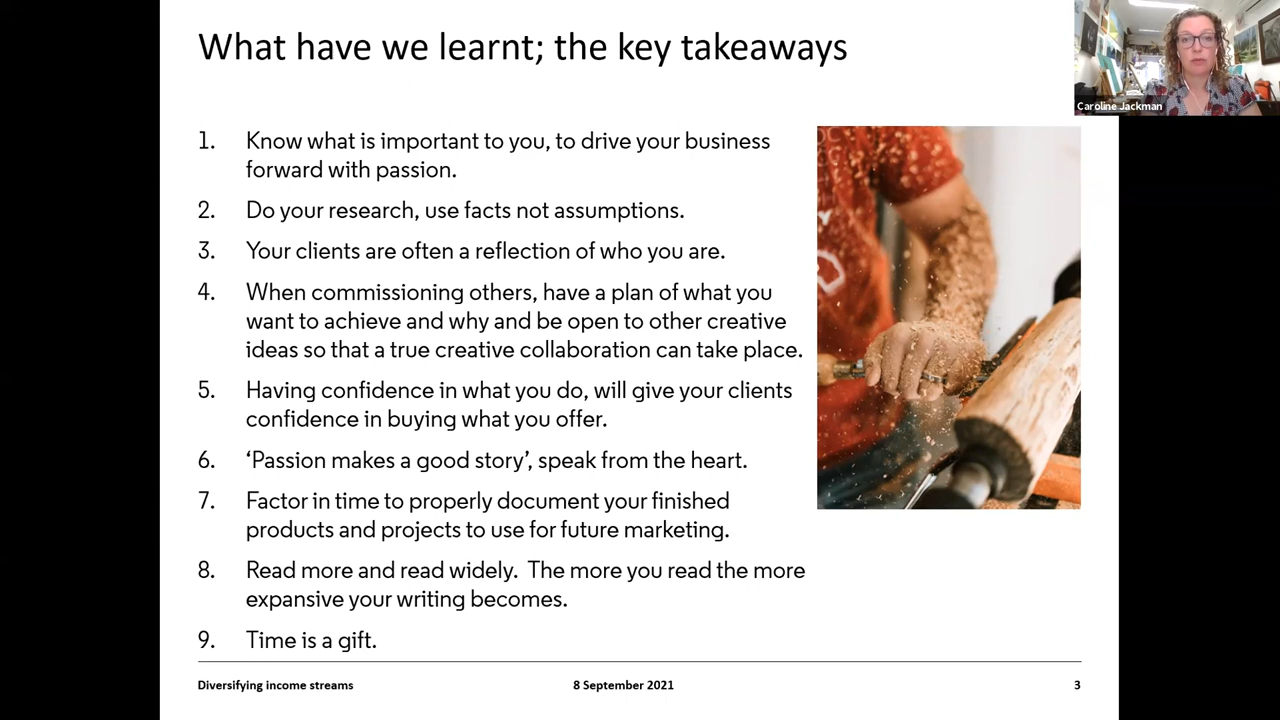 What have we learnt; the key takeaways
Caroline Jackman
1. Know what is important to you, to drive your business
forward with passion.
2. Do your research, use facts not assumptions.
3. Your clients are often a reflection of who you are.
4. When commissioning others, have a plan of what you
want to achieve and why and be open to other creative
ideas so that a true creative collaboration can take place.
5. Having confidence in what you do, will give your clients
confidence in buying what you offer.
6. ‘Passion makes a good story’, speak from the heart.
7. Factor in time to properly document your finished
products and projects to use for future marketing.
8. Read more and read widely.  The more you read the more
expansive your writing becomes.
9. Time is a gift.
Diversifying income streams 8 September 2021 3